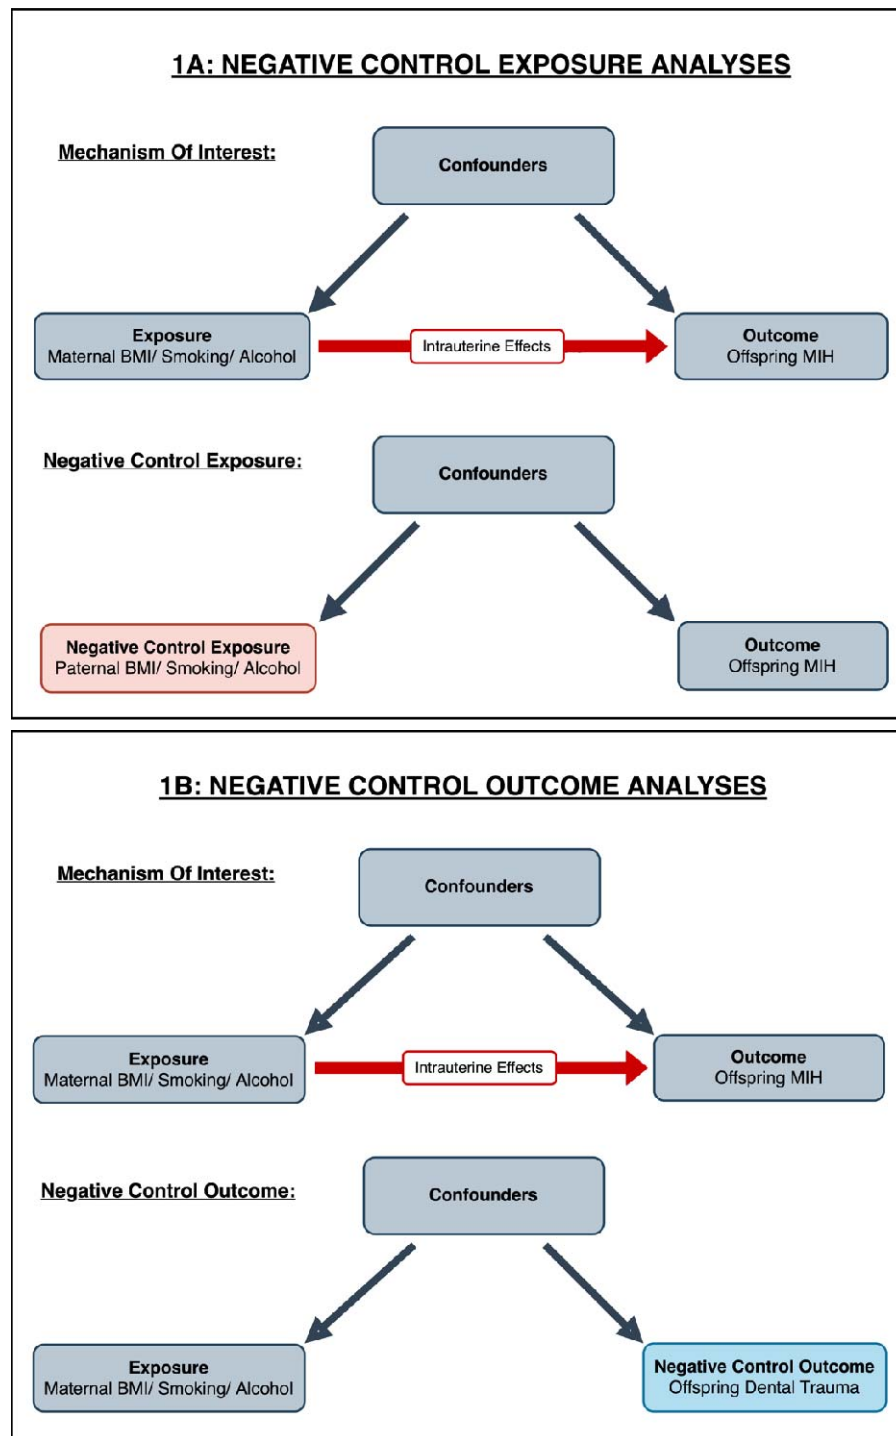 1A: NEGATIVE CONTROL EXPOSURE ANALYSES
Mechanism Of Interest:
Confounders
Exposure
Maternal BMI/ Smoking/ Alcohol
Intrauterine Effects
Outcome
Offspring MIH
Negative Control Exposure:
Confounders
Negative Control Exposure
Paternal BMI/ Smoking/ Alcohol
Outcome
Offspring MIH
1B: NEGATIVE CONTROL OUTCOME ANALYSES
Mechanism Of Interest:
Confounders
Exposure
Maternal BMI/ Smoking/ Alcohol
Intrauterine Effects
Outcome
Offspring MIH
Negative Control Outcome:
Confounders
Exposure
Maternal BMI/ Smoking/ Alcohol
Negative Control Outcome
Offspring Dental Trauma